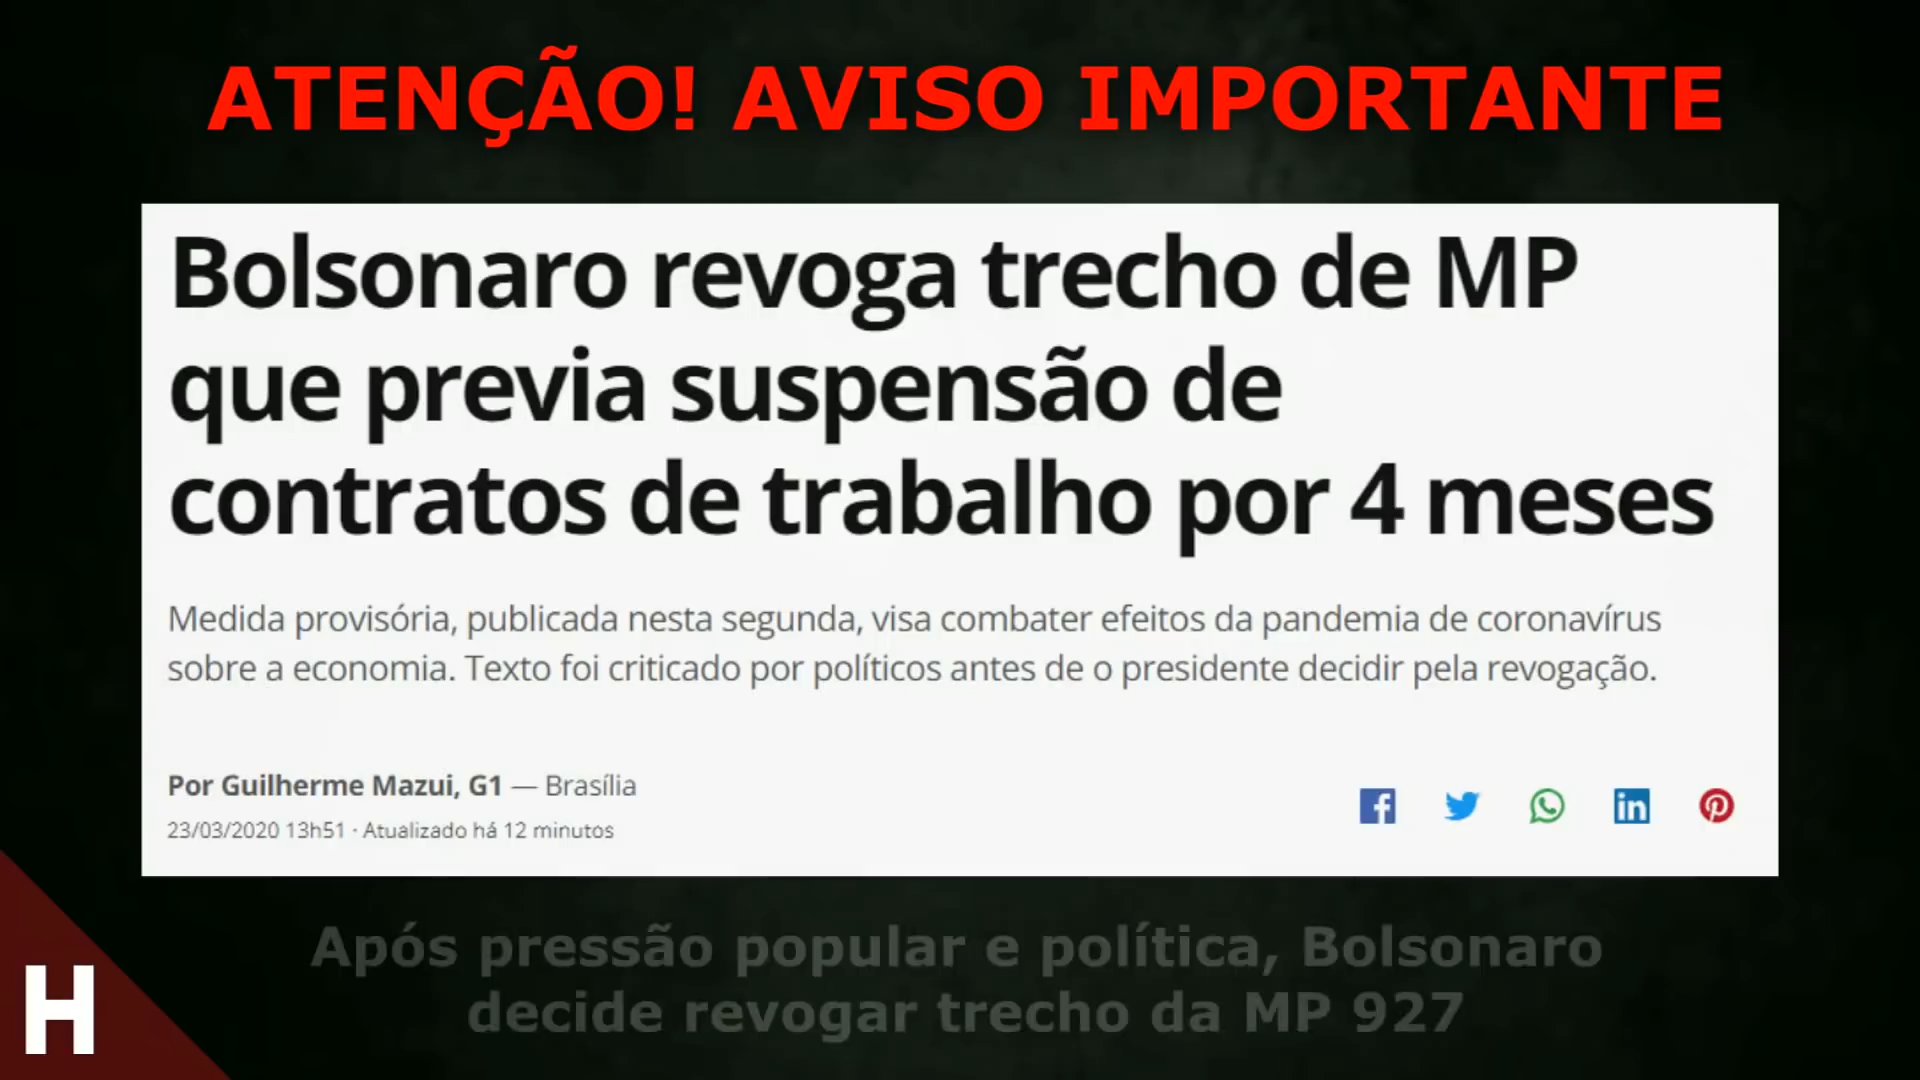 ATENÇÃO! AVISO IMPORTANTE
Bolsonaro revoga trecho de MP
que previa suspensão de
contratos de trabalho por 4 meses
Medida provisória, publicada nesta segunda, visa combater efeitos da pandemia de coronavírus
sobre a economia. Texto foi criticado por políticos antes de o presidente decidir pela revogação.
Por Guilherme Mazui, G1 — Brasília
23/03/2020 13h51 · Atualizado há 12 minutos
Após pressão popular e política, Bolsonaro
decide revogar trecho da MP 927
H